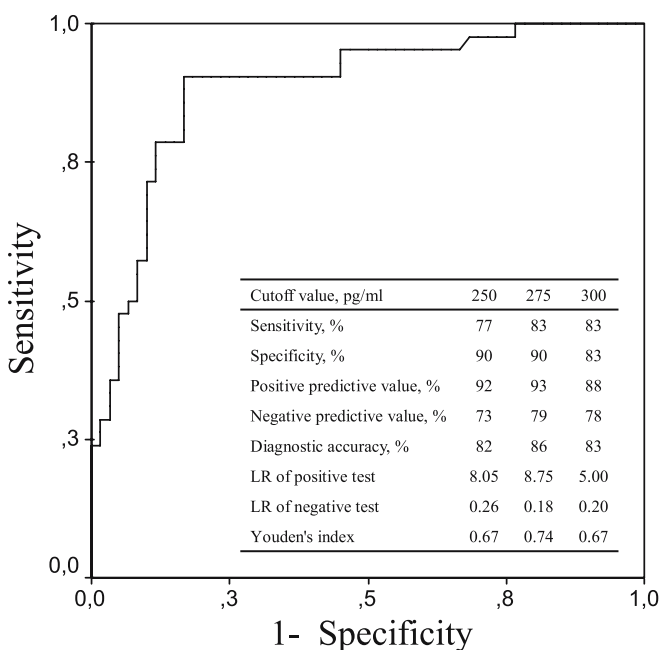 1,0
,8
,5
,3
0,0
Sensitivity
Cutoff value, pg/ml 250 275 300
Sensitivity, % 77 83 83
Specificity, % 90 90 83
Positive predictive value, % 92 93 88
Negative predictive value, % 73 79 78
Diagnostic accuracy, % 82 86 83
LR of positive test 8.05 8.75 5.00
LR of negative test 0.26 0.18 0.20
Youden's index 0.67 0.74 0.67
0,0 ,3 ,5 ,8 1,0
1- Specificity